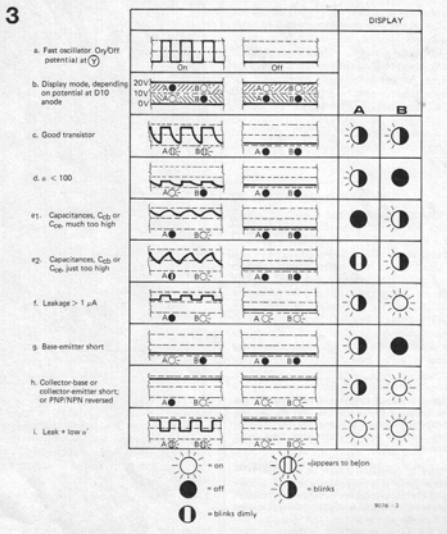 3
DISPLAY
a. Fast oscillator On/Off
potential at Y
On
Off
b. Display mode, depending
on potential at D10
anode
20V
10V
0V
A B A B
A B A B
A B
c. Good transistor
A B A B
d. α < 100
A B A B
e1. Capacitances, Ccb or
Cce, much too high
A B A B
e2. Capacitances, Ccb or
Cce, just too high
A B A B
f. Leakage > 1 μA
A B A B
g. Base-emitter short
A B A B
h. Collector-base or
collector-emitter short;
or PNP/NPN reversed
A B A B
i. Leak + low α'
A B A B
= on
= (appears to be)on
= off
= blinks
= blinks dimly